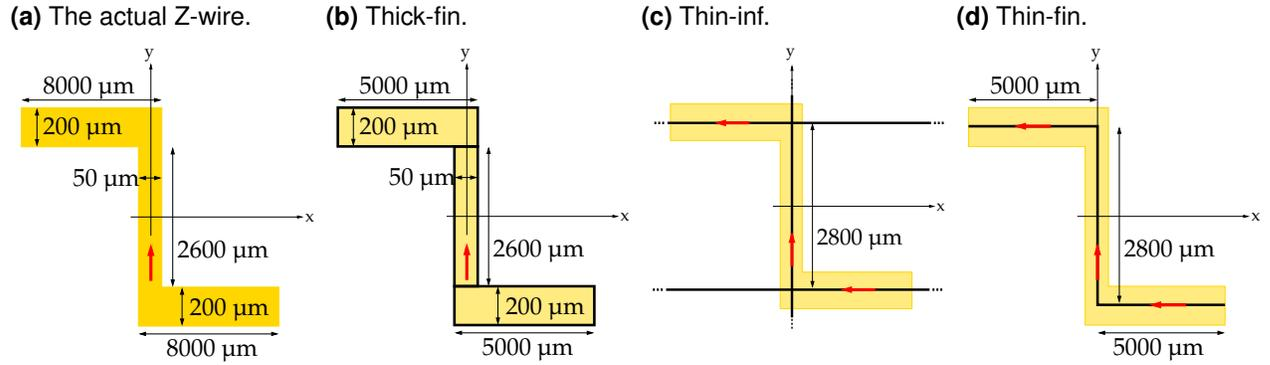 (a) The actual Z-wire.
y
8000 μm
200 μm
50 μm
x
2600 μm
200 μm
8000 μm
(b) Thick-fin.
y
5000 μm
200 μm
50 μm
x
2600 μm
200 μm
5000 μm
(c) Thin-inf.
y
...
...
x
2800 μm
...
...
(d) Thin-fin.
y
5000 μm
x
2800 μm
5000 μm